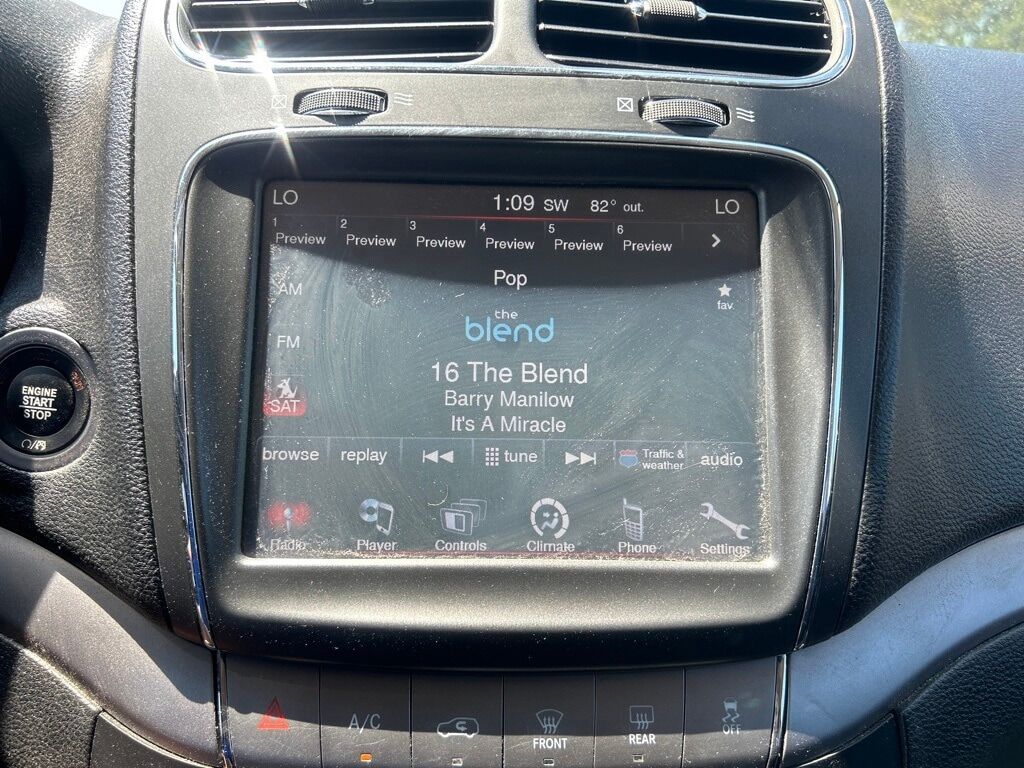 LO 1:09 SW 82° out. LO
1 2 3 4 5 6
Preview Preview Preview Preview Preview Preview
Pop
AM
fav
the
blend
FM
16 The Blend
Barry Manilow
SAT
It's A Miracle
browse replay tune Traffic & weather audio
Radio Player Controls Climate Phone Settings
ENGINE
START
STOP
A/C
FRONT
REAR
OFF